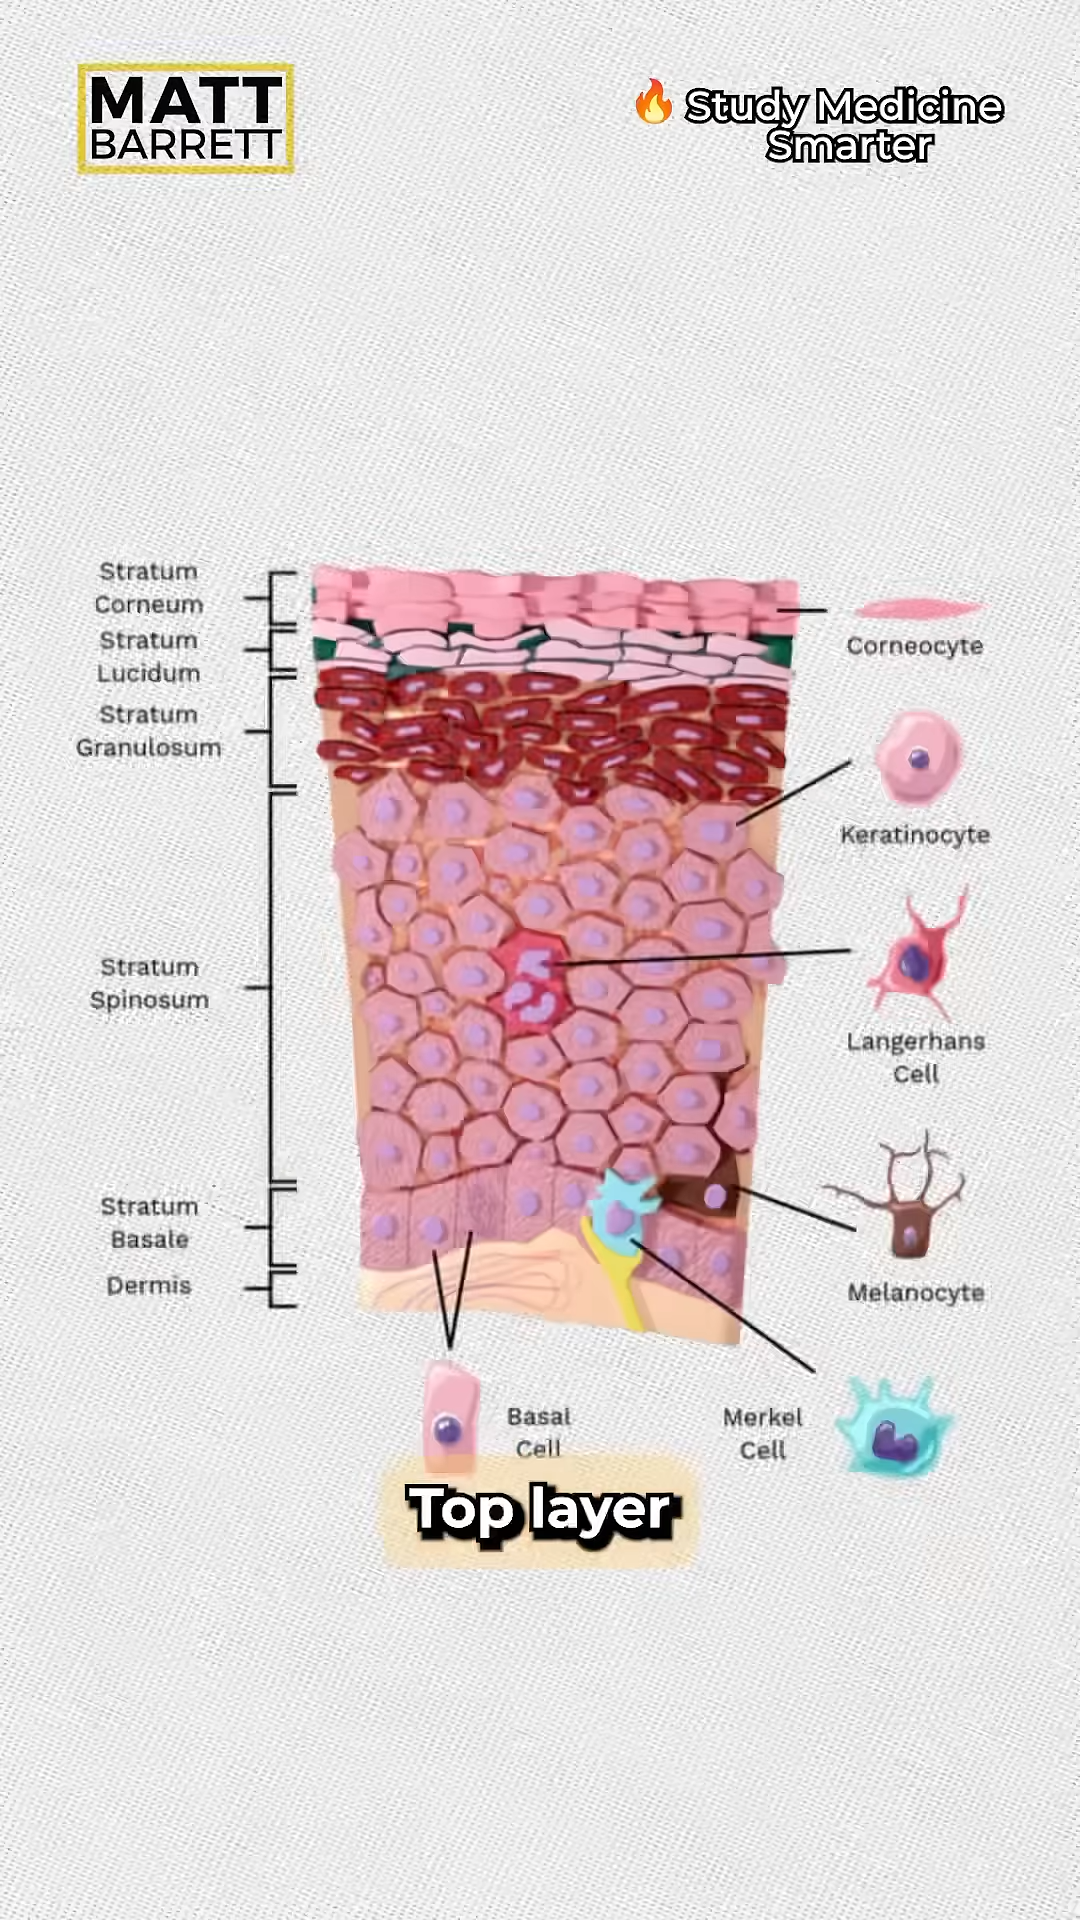 MATT
BARRETT
🔥 Study Medicine
Smarter
Stratum
Corneum
Stratum
Lucidum
Stratum
Granulosum
Stratum
Spinosum
Stratum
Basale
Dermis
Corneocyte
Keratinocyte
Langerhans
Cell
Melanocyte
Basal
Cell
Merkel
Cell
Top layer